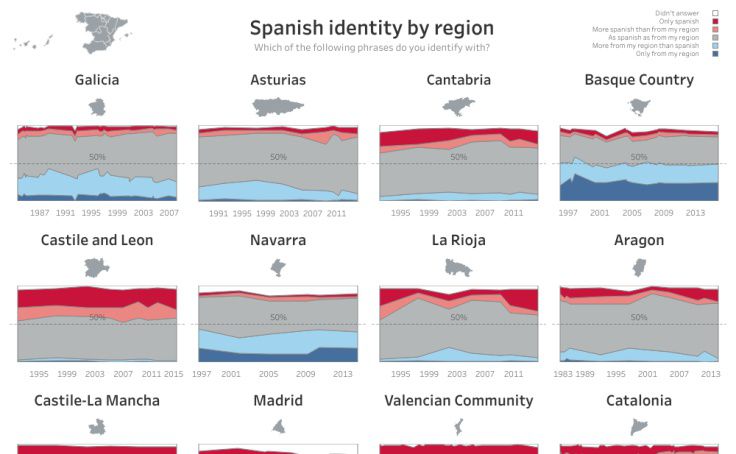 Spanish identity by region
Which of the following phrases do you identify with?
Didn't answer
Only spanish
More spanish than from my region
As spanish as from my region
More from my region than spanish
Only from my region
Galicia Asturias Cantabria Basque Country
50% 50% 50%
1987 1991 1995 1999 2003 2007 1991 1995 1999 2003 2007 2011 1995 1999 2003 2007 2011 1997 2001 2005 2009 2013
Castile and Leon Navarra La Rioja Aragon
50% 50% 50%
1995 1999 2003 2007 2011 2015 1997 2001 2005 2009 2013 1995 1999 2003 2007 2011 1983 1989 1995 2001 2007 2013
Castile-La Mancha Madrid Valencian Community Catalonia